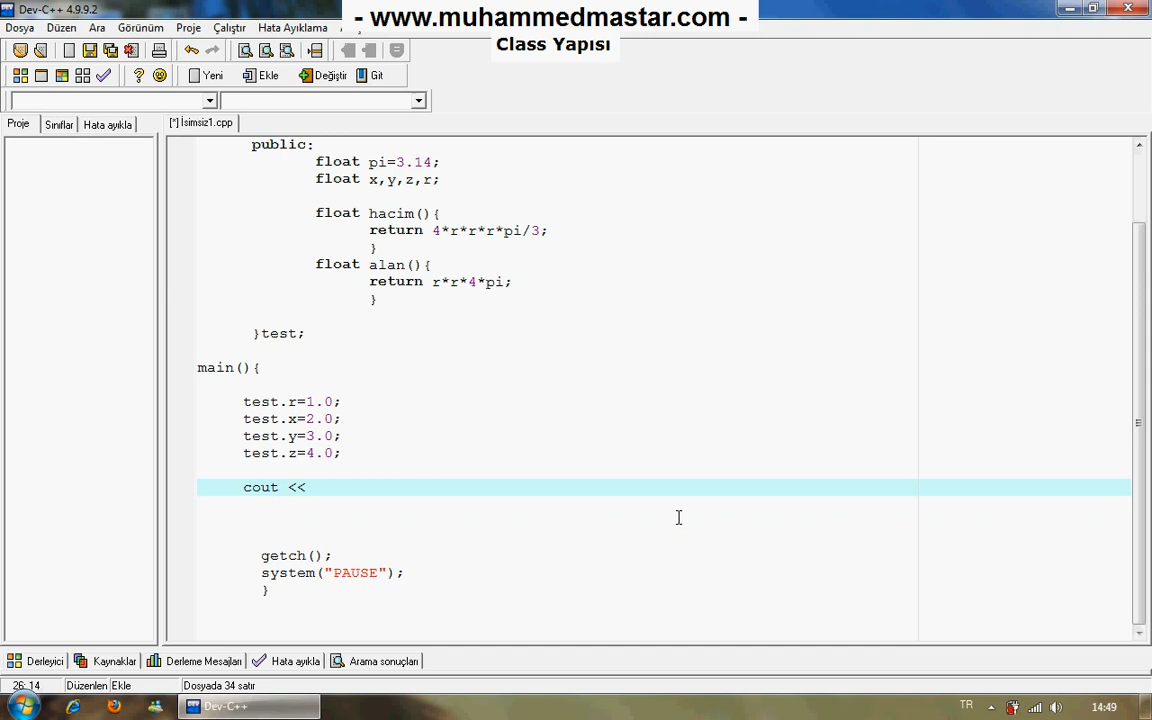 Dev-C++ 4.9.9.2
- www.muhammedmastar.com -
Class Yapısı
Dosya Düzen Ara Görünüm Proje Çalıştır Hata Ayıklama
Yeni Ekle Değiştir Git
Proje Sınıflar Hata ayıkla
[*] İsimsiz1.cpp
public:
float pi=3.14;
float x,y,z,r;
float hacim(){
return 4*r*r*r*pi/3;
}
float alan(){
return r*r*4*pi;
}
}test;
main(){
test.r=1.0;
test.x=2.0;
test.y=3.0;
test.z=4.0;
cout <<
getch();
system("PAUSE");
}
Derleyici Kaynaklar Derleme Mesajları Hata ayıkla Arama sonuçları
26: 14 Düzenlen Ekle Dosyada 34 satır
Dev-C++ TR 14:49